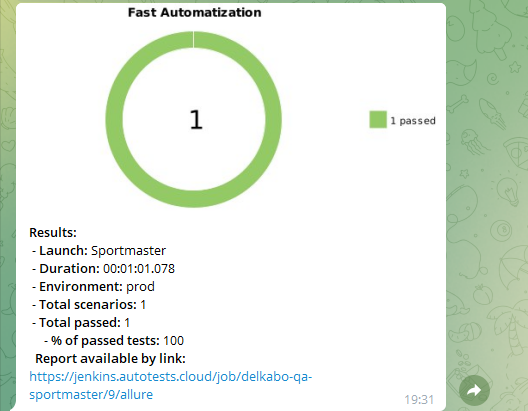 Fast Automatization
1
1 passed
Results:
- Launch: Sportmaster
- Duration: 00:01:01.078
- Environment: prod
- Total scenarios: 1
- Total passed: 1
- % of passed tests: 100
Report available by link:
https://jenkins.autotests.cloud/job/delkabo-qa-
sportmaster/9/allure
19:31